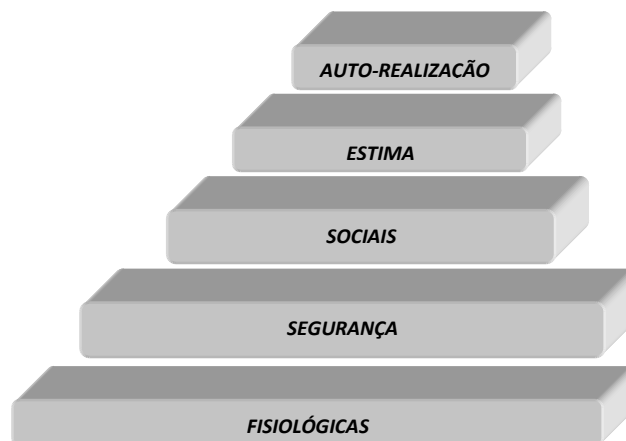 AUTO-REALIZAÇÃO
ESTIMA
SOCIAIS
SEGURANÇA
FISIOLÓGICAS